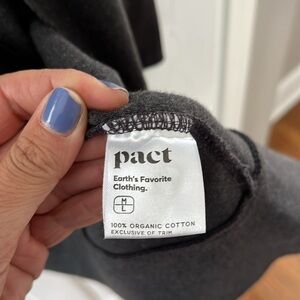 pact
Earth's Favorite
Clothing.
M
L
100% ORGANIC COTTON
EXCLUSIVE OF TRIM